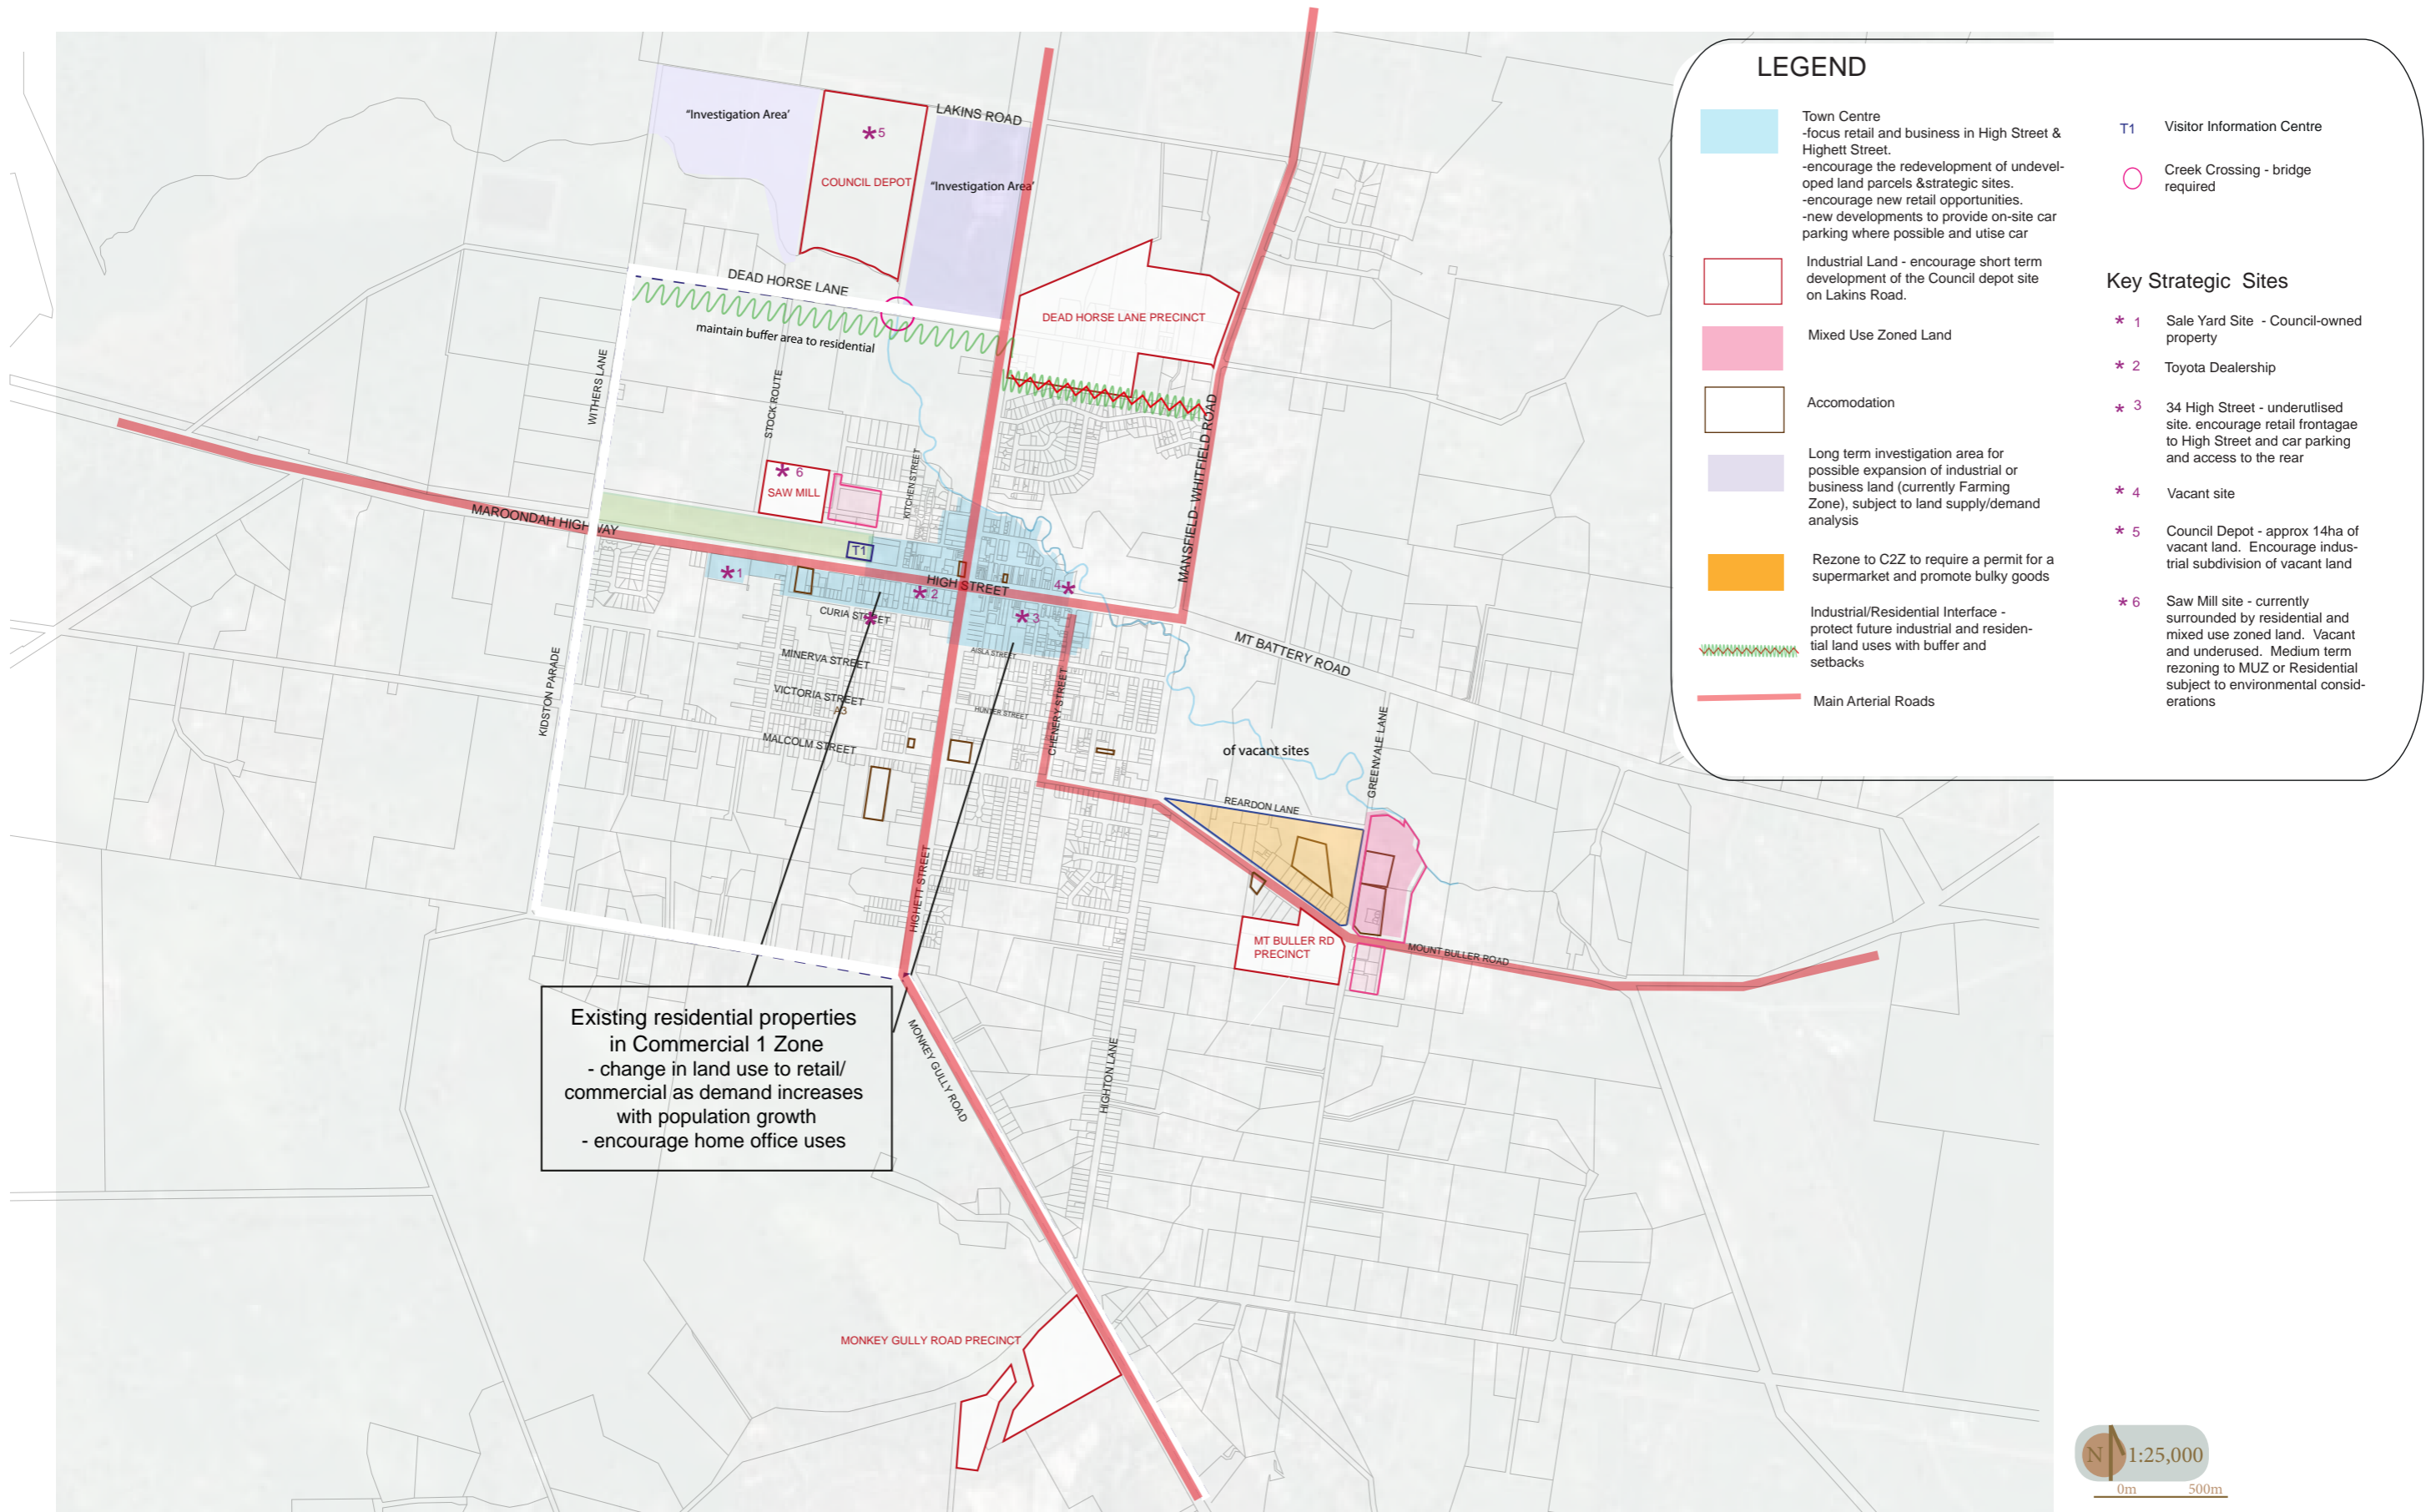 LEGEND
Town Centre
-focus retail and business in High Street &
Highett Street.
-encourage the redevelopment of undevel-
oped land parcels &strategic sites.
-encourage new retail opportunities.
-new developments to provide on-site car
parking where possible and utise car
Industrial Land - encourage short term
development of the Council depot site
on Lakins Road.
Mixed Use Zoned Land
Accomodation
Long term investigation area for
possible expansion of industrial or
business land (currently Farming
Zone), subject to land supply/demand
analysis
Rezone to C2Z to require a permit for a
supermarket and promote bulky goods
Industrial/Residential Interface -
protect future industrial and residen-
tial land uses with buffer and
setbacks
Main Arterial Roads
T1 Visitor Information Centre
Creek Crossing - bridge
required
Key Strategic Sites
* 1 Sale Yard Site - Council-owned
property
* 2 Toyota Dealership
* 3 34 High Street - underutlised
site. encourage retail frontagae
to High Street and car parking
and access to the rear
* 4 Vacant site
* 5 Council Depot - approx 14ha of
vacant land. Encourage indus-
trial subdivision of vacant land
* 6 Saw Mill site - currently
surrounded by residential and
mixed use zoned land. Vacant
and underused. Medium term
rezoning to MUZ or Residential
subject to environmental consid-
erations
"Investigation Area'
*5
COUNCIL DEPOT
LAKINS ROAD
"Investigation Area'
DEAD HORSE LANE
maintain buffer area to residential
DEAD HORSE LANE PRECINCT
WITHERS LANE
STOCK ROUTE
KITCHEN STREET
MANSFIELD- WHITFIELD ROAD
* 6
SAW MILL
MAROONDAH HIGHWAY
T1
*1
HIGH STREET
*2
4*
*3
CURIA STREET
*
MINERVA STREET
AISLA STREET
VICTORIA STREET
A3
HUNTER STREET
MALCOLM STREET
CHENERY STREET
KIDSTON PARADE
HIGHETT STREET
MT BATTERY ROAD
of vacant sites
GREENVALE LANE
REARDON LANE
MT BULLER RD
PRECINCT
MOUNT BULLER ROAD
Existing residential properties
in Commercial 1 Zone
- change in land use to retail/
commercial as demand increases
with population growth
- encourage home office uses
MONKEY GULLY ROAD
HIGHTON LANE
MONKEY GULLY ROAD PRECINCT
N 1:25,000
0m 500m